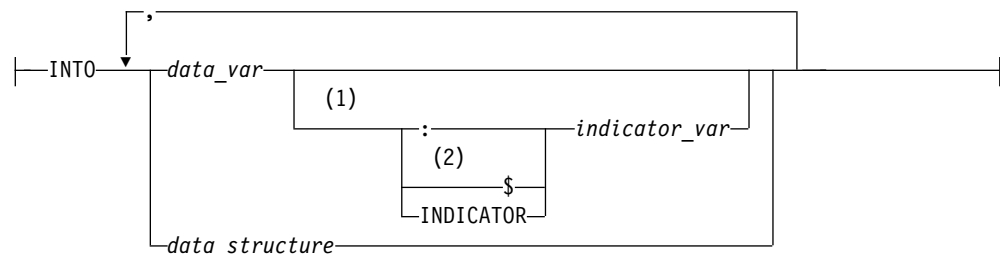 ,
INTO data_var
(1)
: indicator_var
(2)
$
INDICATOR
data structure